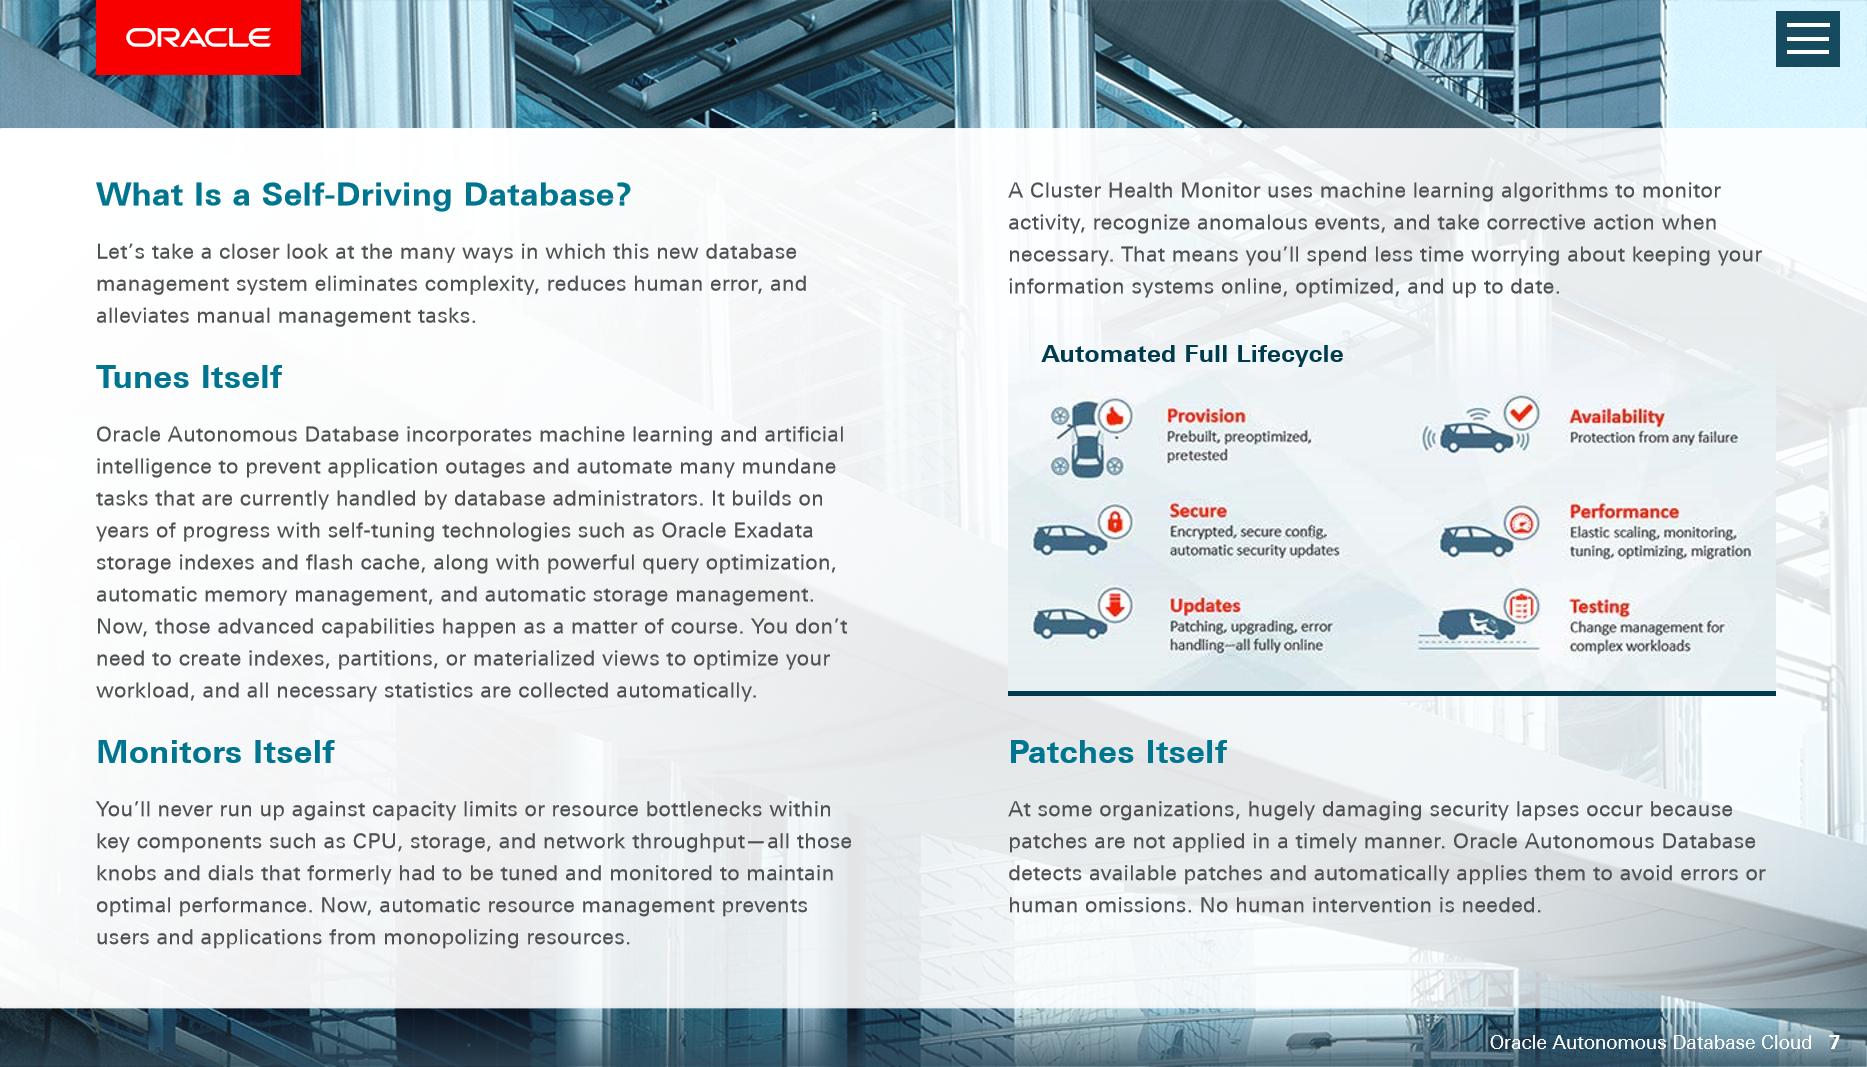 ORACLE
What Is a Self-Driving Database?
Let’s take a closer look at the many ways in which this new database
management system eliminates complexity, reduces human error, and
alleviates manual management tasks.
Tunes Itself
Oracle Autonomous Database incorporates machine learning and artificial
intelligence to prevent application outages and automate many mundane
tasks that are currently handled by database administrators. It builds on
years of progress with self-tuning technologies such as Oracle Exadata
storage indexes and flash cache, along with powerful query optimization,
automatic memory management, and automatic storage management.
Now, those advanced capabilities happen as a matter of course. You don’t
need to create indexes, partitions, or materialized views to optimize your
workload, and all necessary statistics are collected automatically.
Monitors Itself
You’ll never run up against capacity limits or resource bottlenecks within
key components such as CPU, storage, and network throughput—all those
knobs and dials that formerly had to be tuned and monitored to maintain
optimal performance. Now, automatic resource management prevents
users and applications from monopolizing resources.
A Cluster Health Monitor uses machine learning algorithms to monitor
activity, recognize anomalous events, and take corrective action when
necessary. That means you’ll spend less time worrying about keeping your
information systems online, optimized, and up to date.
Automated Full Lifecycle
Provision
Prebuilt, preoptimized,
pretested
Secure
Encrypted, secure config,
automatic security updates
Updates
Patching, upgrading, error
handling—all fully online
Availability
Protection from any failure
Performance
Elastic scaling, monitoring,
tuning, optimizing, migration
Testing
Change management for
complex workloads
Patches Itself
At some organizations, hugely damaging security lapses occur because
patches are not applied in a timely manner. Oracle Autonomous Database
detects available patches and automatically applies them to avoid errors or
human omissions. No human intervention is needed.
Oracle Autonomous Database Cloud 7